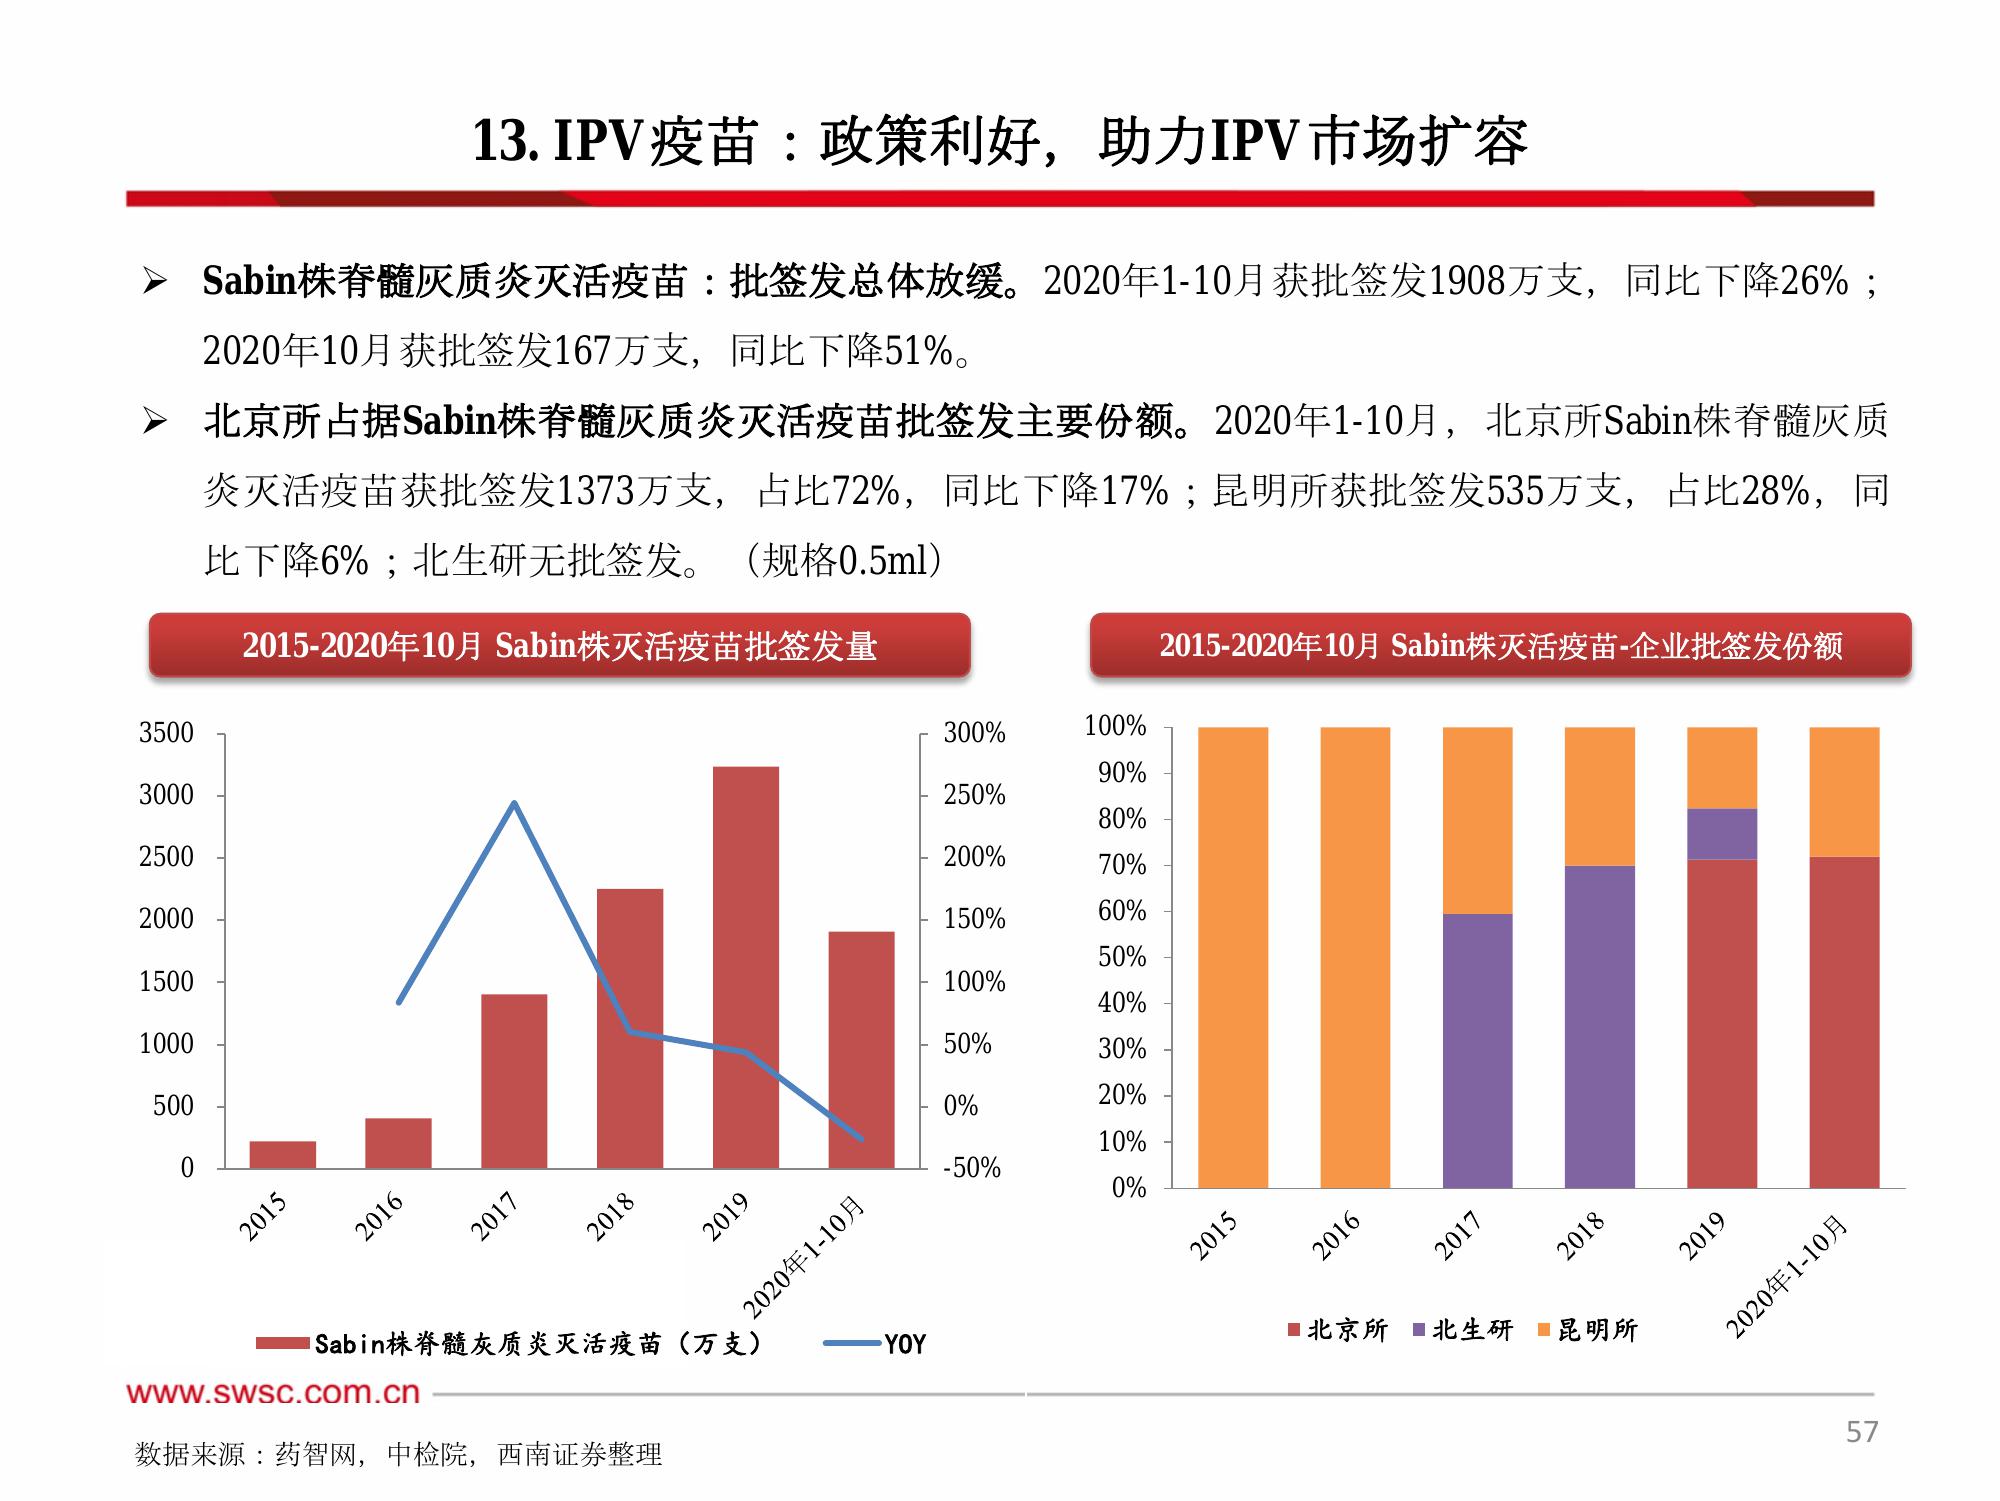 13. IPV疫苗：政策利好，助力IPV市场扩容
Sabin株脊髓灰质炎灭活疫苗：批签发总体放缓。2020年1-10月获批签发1908万支，同比下降26%；
2020年10月获批签发167万支，同比下降51%。
北京所占据Sabin株脊髓灰质炎灭活疫苗批签发主要份额。2020年1-10月，北京所Sabin株脊髓灰质
炎灭活疫苗获批签发1373万支，占比72%，同比下降17%；昆明所获批签发535万支，占比28%，同
比下降6%；北生研无批签发。（规格0.5ml）
2015-2020年10月 Sabin株灭活疫苗批签发量
3500
3000
2500
2000
1500
1000
500
0
300%
250%
200%
150%
100%
50%
0%
-50%
2015
2016
2017
2018
2019
2020年1-10月
Sabin株脊髓灰质炎灭活疫苗（万支）
YOY
2015-2020年10月 Sabin株灭活疫苗-企业批签发份额
100%
90%
80%
70%
60%
50%
40%
30%
20%
10%
0%
2015
2016
2017
2018
2019
2020年1-10月
北京所
北生研
昆明所
www.swsc.com.cn
57
数据来源：药智网，中检院，西南证券整理